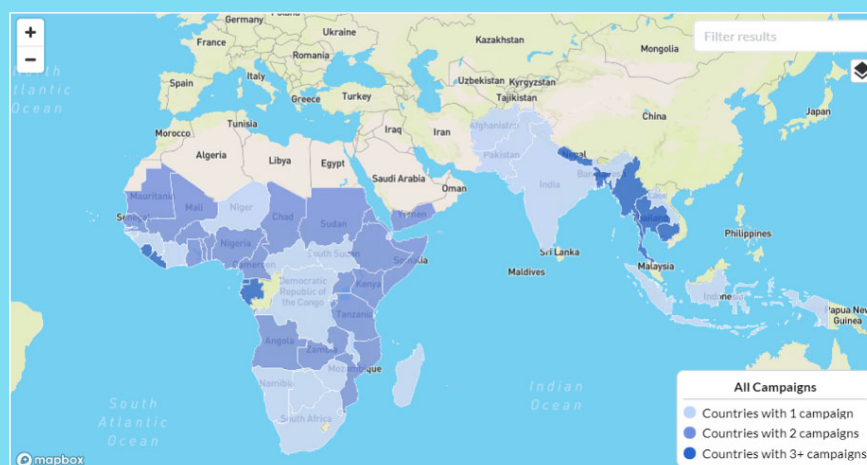 +
−
Filter results
Germany
Ukraine
France
Romania
Kazakhstan
Mongolia
Spain
Italy
Greece
Turkey
Uzbekistan
Kyrgyzstan
Tajikistan
China
Japan
Morocco
Tunisia
Algeria
Libya
Egypt
Iraq
Iran
Afghanistan
Pakistan
Nepal
Saudi Arabia
Oman
India
Mauritania
Mali
Niger
Chad
Sudan
Yemen
Thailand
Philippines
Nigeria
Cameroon
South Sudan
Somalia
Sri Lanka
Maldives
Malaysia
Democratic
Republic of
the Congo
Kenya
Tanzania
Indonesia
Papua New
Guinea
Angola
Zambia
Mozambique
Namibia
South Africa
South
Atlantic
Ocean
Indian
Ocean
All Campaigns
Countries with 1 campaign
Countries with 2 campaigns
Countries with 3+ campaigns
mapbox